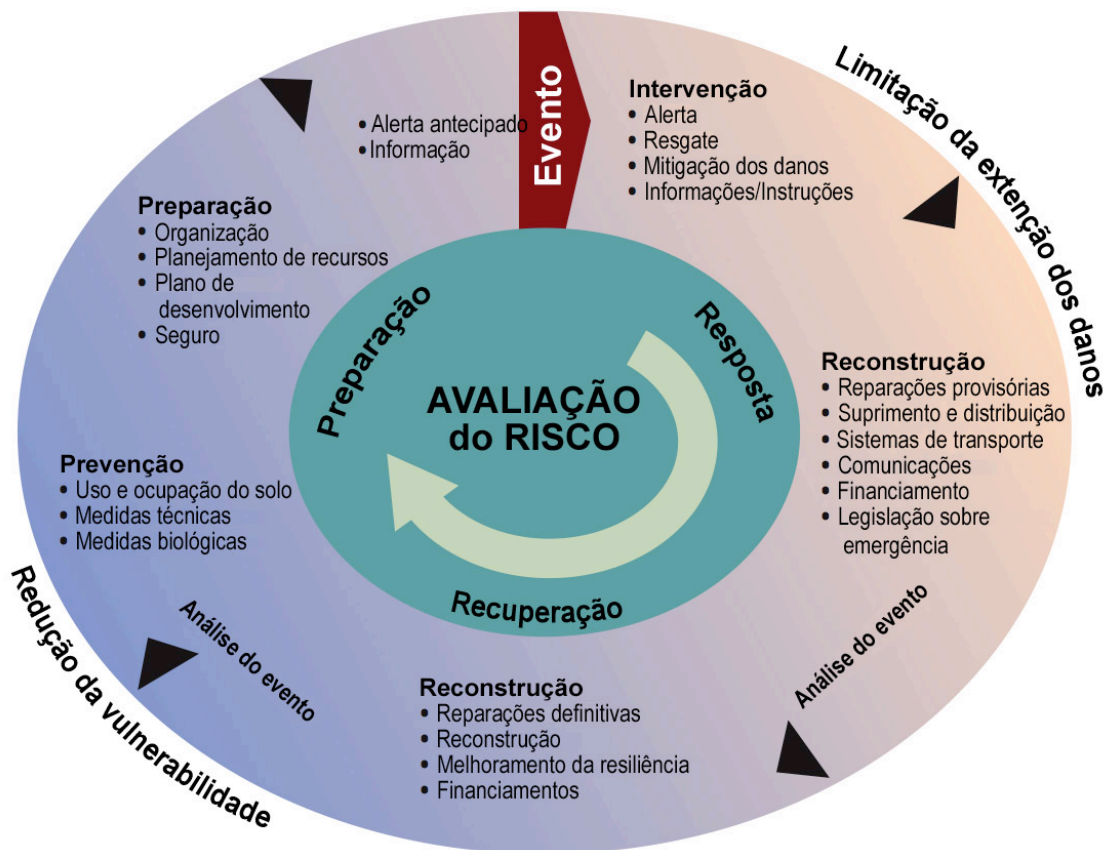 Evento
Intervenção
• Alerta
• Resgate
• Mitigação dos danos
• Informações/Instruções
Limitação da extenção dos danos
Reconstrução
• Reparações provisórias
• Suprimento e distribuição
• Sistemas de transporte
• Comunicações
• Financiamento
• Legislação sobre
emergência
Análise do evento
Reconstrução
• Reparações definitivas
• Reconstrução
• Melhoramento da resiliência
• Financiamentos
Análise do evento
Redução da vulnerabilidade
Prevenção
• Uso e ocupação do solo
• Medidas técnicas
• Medidas biológicas
Preparação
• Organização
• Planejamento de recursos
• Plano de
desenvolvimento
• Seguro
• Alerta antecipado
• Informação
Preparação
Resposta
AVALIAÇÃO
do RISCO
Recuperação